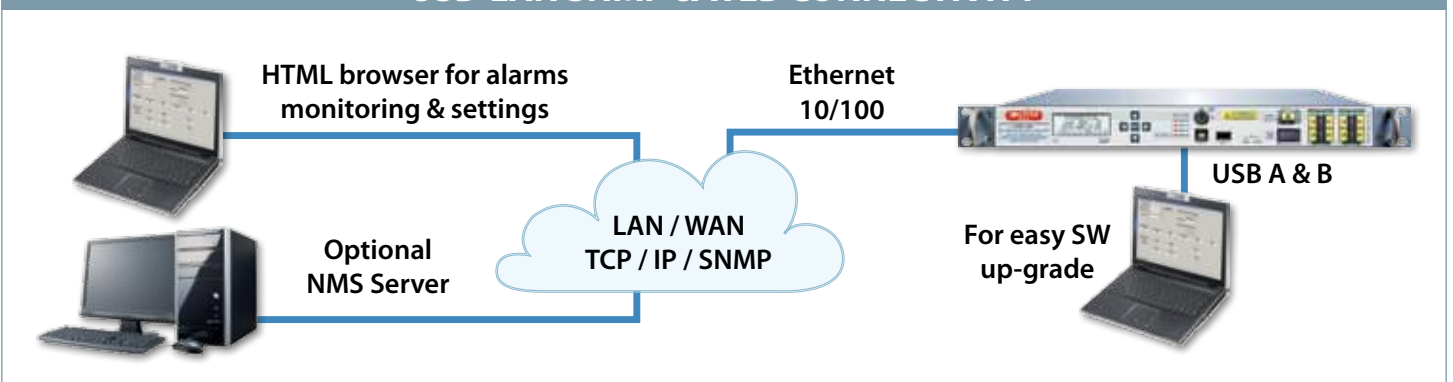 HTML browser for alarms
monitoring & settings
Ethernet
10/100
USB A & B
LAN / WAN
TCP / IP / SNMP
Optional
NMS Server
For easy SW
up-grade